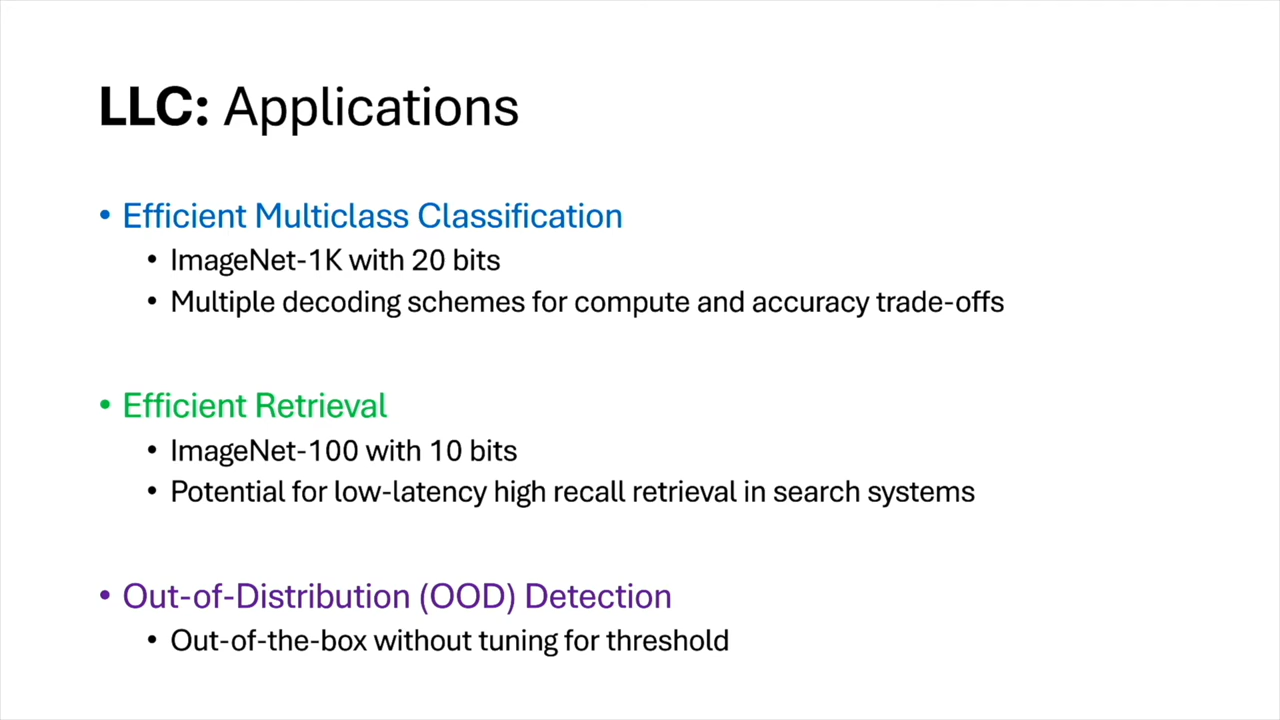 LLC: Applications
• Efficient Multiclass Classification
• ImageNet-1K with 20 bits
• Multiple decoding schemes for compute and accuracy trade-offs
• Efficient Retrieval
• ImageNet-100 with 10 bits
• Potential for low-latency high recall retrieval in search systems
• Out-of-Distribution (OOD) Detection
• Out-of-the-box without tuning for threshold